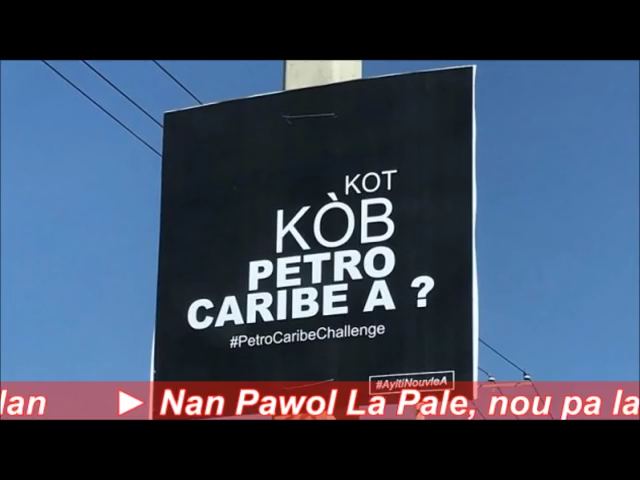 KOT
KÒB
PETRO
CARIBE A ?
#PetroCaribeChallenge
#AyitiNouvleA
lan ► Nan Pawol La Pale, nou pa la